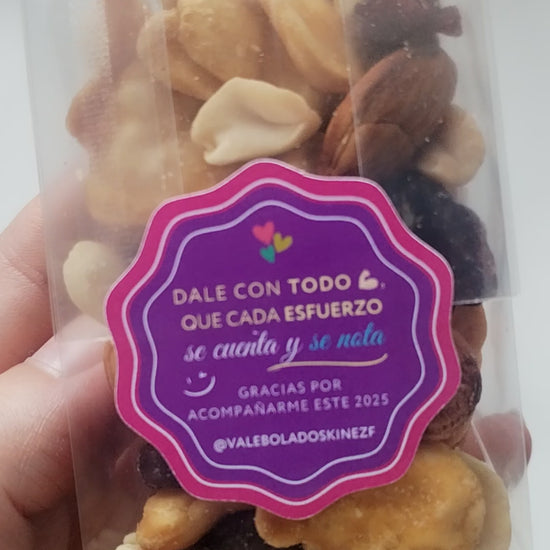 DALE CON TODO 💪,
QUE CADA ESFUERZO
se cuenta y se nota
GRACIAS POR
ACOMPAÑARME ESTE 2025
@VALEBOLADOSKINEZF